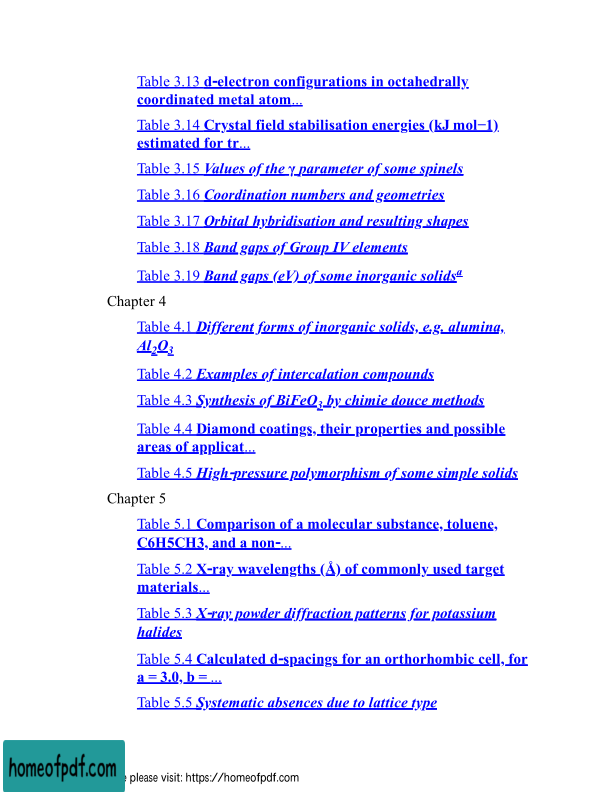 Table 3.13 d-electron configurations in octahedrally
coordinated metal atom...
Table 3.14 Crystal field stabilisation energies (kJ mol−1)
estimated for tr...
Table 3.15 Values of the γ parameter of some spinels
Table 3.16 Coordination numbers and geometries
Table 3.17 Orbital hybridisation and resulting shapes
Table 3.18 Band gaps of Group IV elements
Table 3.19 Band gaps (eV) of some inorganic solidsᵃ
Chapter 4
Table 4.1 Different forms of inorganic solids, e.g. alumina,
Al₂O₃
Table 4.2 Examples of intercalation compounds
Table 4.3 Synthesis of BiFeO₃ by chimie douce methods
Table 4.4 Diamond coatings, their properties and possible
areas of applicat...
Table 4.5 High-pressure polymorphism of some simple solids
Chapter 5
Table 5.1 Comparison of a molecular substance, toluene,
C6H5CH3, and a non-...
Table 5.2 X-ray wavelengths (Å) of commonly used target
materials...
Table 5.3 X-ray powder diffraction patterns for potassium
halides
Table 5.4 Calculated d-spacings for an orthorhombic cell, for
a = 3.0, b = ...
Table 5.5 Systematic absences due to lattice type
homeofpdf.com
please visit: https://homeofpdf.com